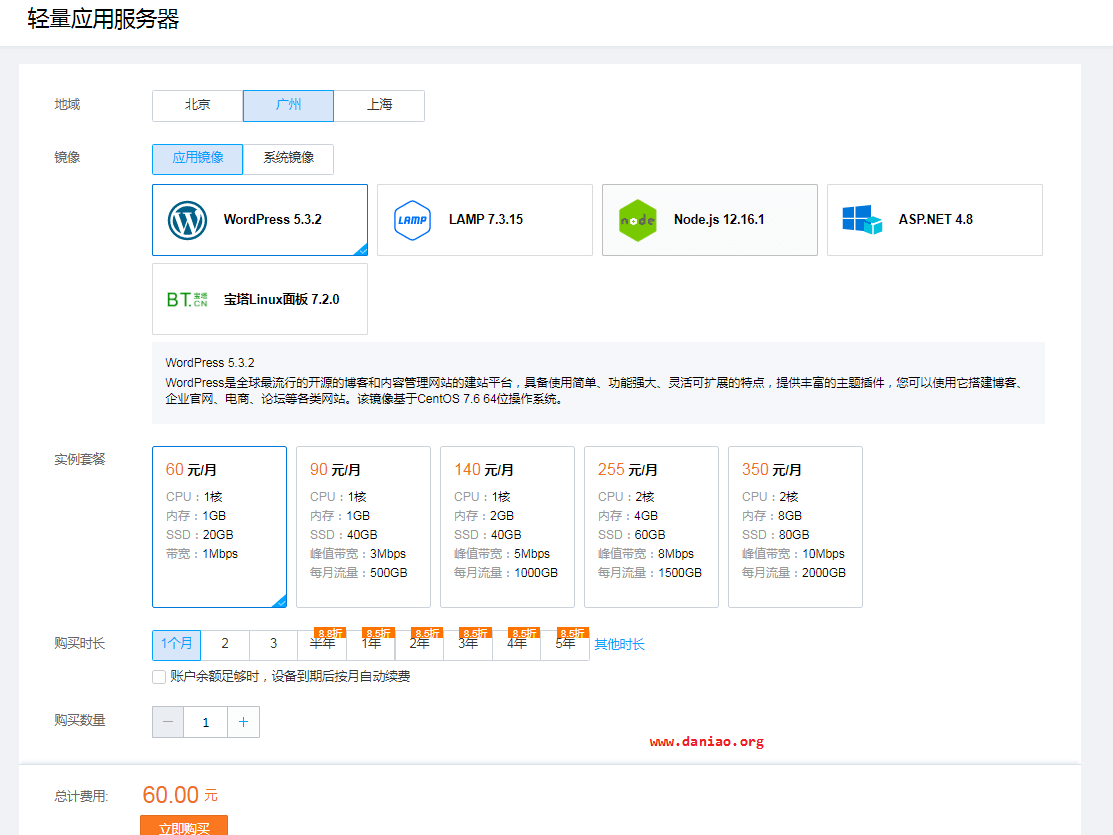 轻量应用服务器
地域 北京 广州 上海
镜像 应用镜像 系统镜像
WordPress 5.3.2 LAMP LAMP 7.3.15 node Node.js 12.16.1 ASP.NET 4.8
BT.宝塔.CN 宝塔Linux面板 7.2.0
WordPress 5.3.2
WordPress是全球最流行的开源的博客和内容管理网站的建站平台，具备使用简单、功能强大、灵活可扩展的特点，提供丰富的主题插件，您可以使用它搭建博客、
企业官网、电商、论坛等各类网站。该镜像基于CentOS 7.6 64位操作系统。
实例套餐
60 元/月
CPU：1核
内存：1GB
SSD：20GB
带宽：1Mbps
90 元/月
CPU：1核
内存：1GB
SSD：40GB
峰值带宽：3Mbps
每月流量：500GB
140 元/月
CPU：1核
内存：2GB
SSD：40GB
峰值带宽：5Mbps
每月流量：1000GB
255 元/月
CPU：2核
内存：4GB
SSD：60GB
峰值带宽：8Mbps
每月流量：1500GB
350 元/月
CPU：2核
内存：8GB
SSD：80GB
峰值带宽：10Mbps
每月流量：2000GB
8.8折 8.5折 8.5折 8.5折 8.5折 8.5折
购买时长 1个月 2 3 半年 1年 2年 3年 4年 5年 其他时长
账户余额足够时，设备到期后按月自动续费
购买数量 − 1 +
www.daniao.org
总计费用: 60.00 元
立即购买